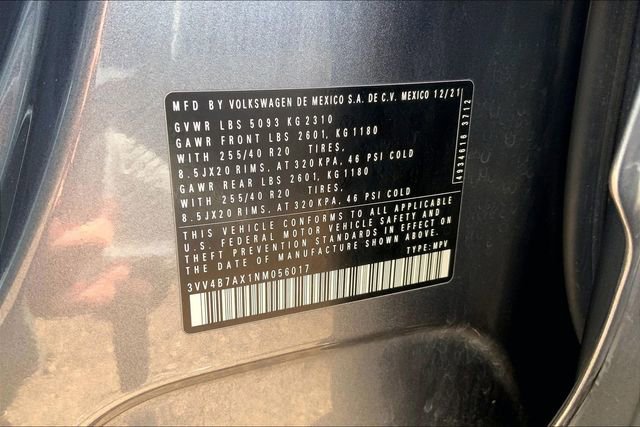 MFD BY VOLKSWAGEN DE MEXICO S.A. DE C.V. MEXICO 12/21
GVWR LBS 5093 KG 2310
GAWR FRONT LBS 2601, KG 1180
WITH 255/40 R20 TIRES.
8.5JX20 RIMS, AT 320 KPA, 46 PSI COLD
GAWR REAR LBS 2601, KG 1180
WITH 255/40 R20 TIRES,
8.5JX20 RIMS, AT 320 KPA, 46 PSI COLD
THIS VEHICLE CONFORMS TO ALL APPLICABLE
U.S. FEDERAL MOTOR VEHICLE SAFETY AND
THEFT PREVENTION STANDARDS IN EFFECT ON
THE DATE OF MANUFACTURE SHOWN ABOVE.
3VV4B7AX1NM056017 TYPE: MPV
4934616 3712